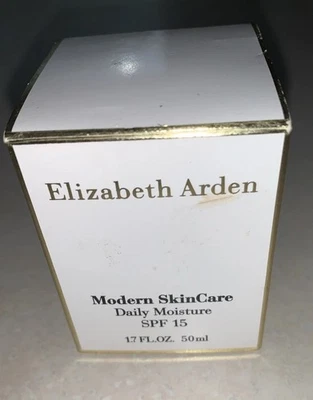 Elizabeth Arden
Modern SkinCare
Daily Moisture
SPF 15
1.7 FL.OZ. 50ml